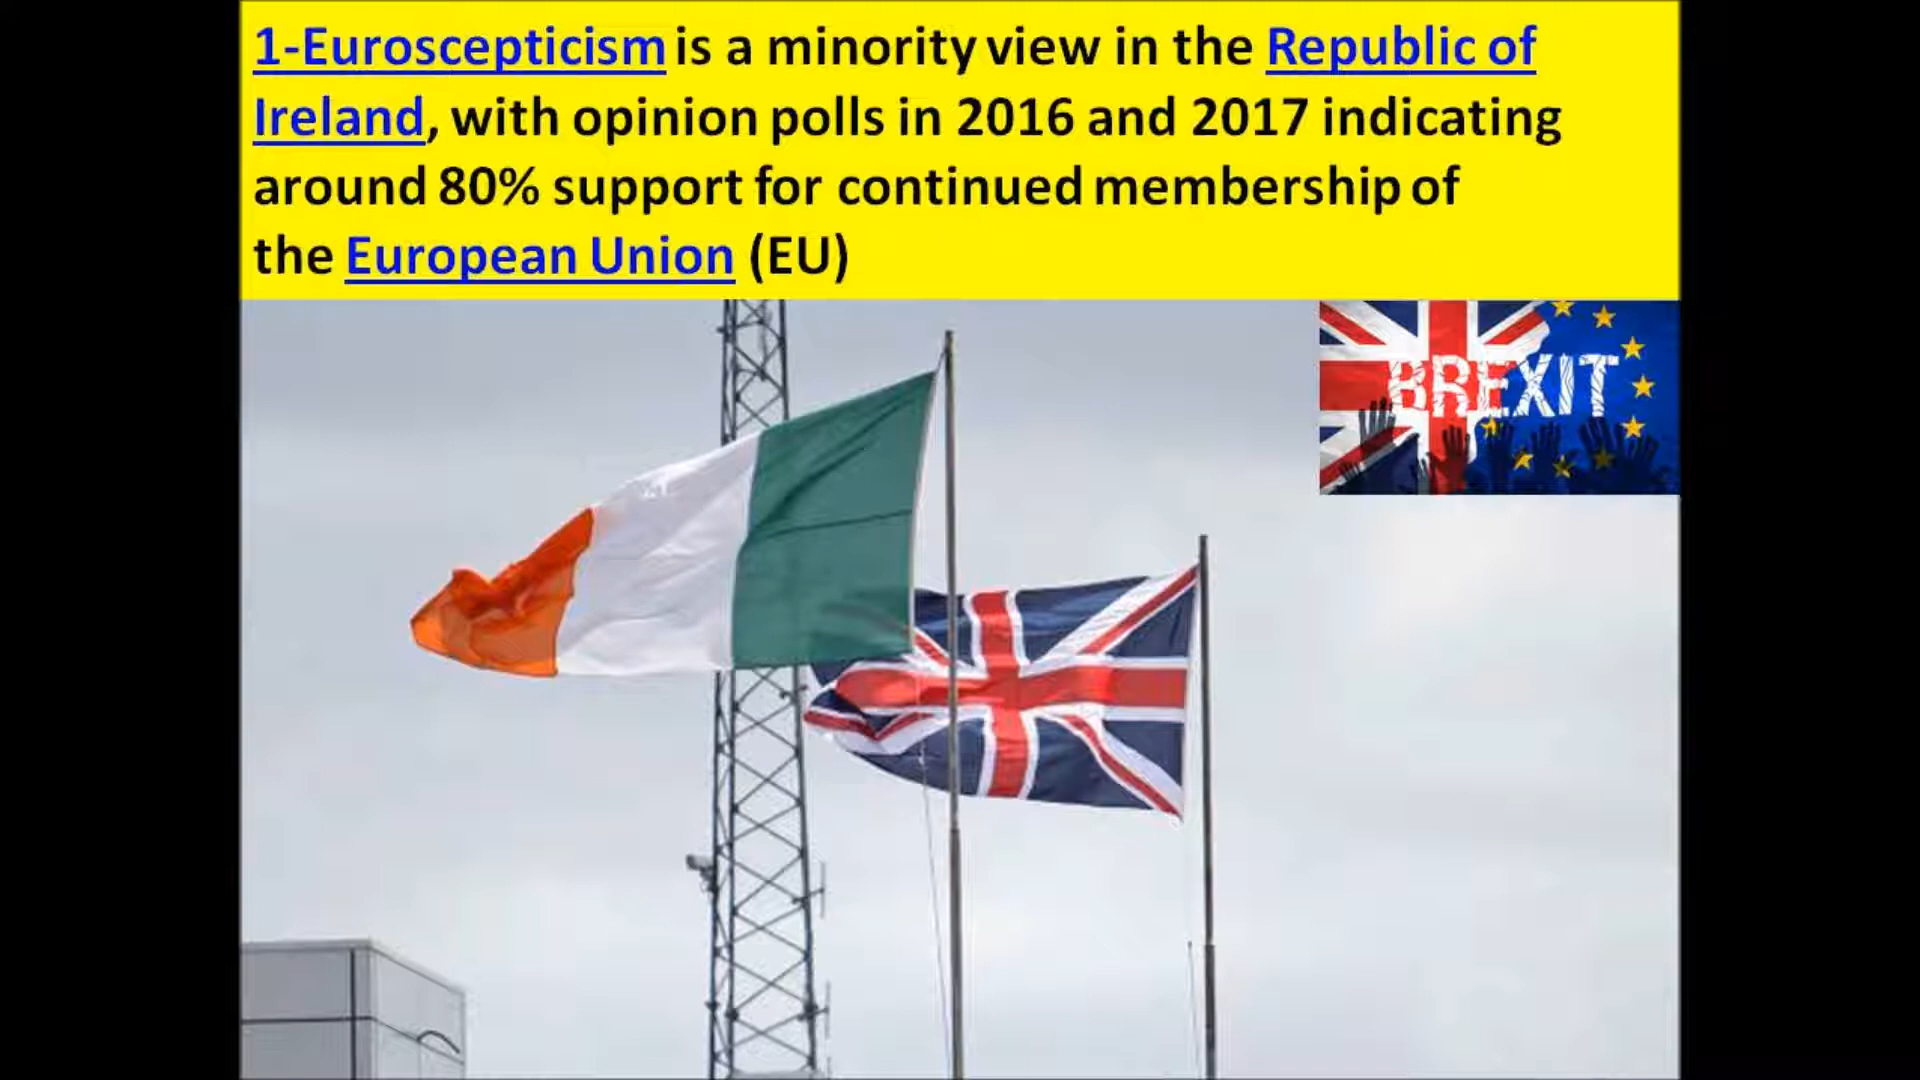 1-Euroscepticism is a minority view in the Republic of
Ireland, with opinion polls in 2016 and 2017 indicating
around 80% support for continued membership of
the European Union (EU)
BREXIT